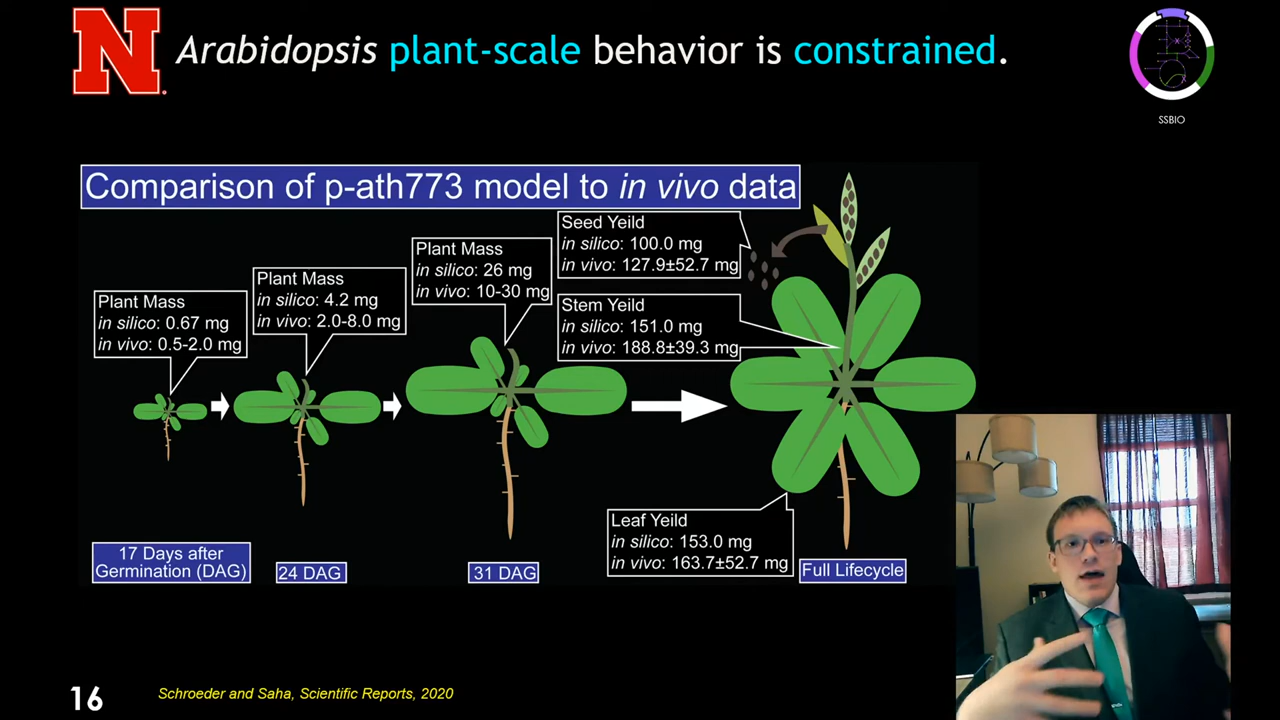 N
Arabidopsis plant-scale behavior is constrained.
SSBIO
Comparison of p-ath773 model to in vivo data
Plant Mass
in silico: 0.67 mg
in vivo: 0.5-2.0 mg
Plant Mass
in silico: 4.2 mg
in vivo: 2.0-8.0 mg
Plant Mass
in silico: 26 mg
in vivo: 10-30 mg
Seed Yeild
in silico: 100.0 mg
in vivo: 127.9±52.7 mg
Stem Yeild
in silico: 151.0 mg
in vivo: 188.8±39.3 mg
Leaf Yeild
in silico: 153.0 mg
in vivo: 163.7±52.7 mg
17 Days after
Germination (DAG)
24 DAG
31 DAG
Full Lifecycle
16
Schroeder and Saha, Scientific Reports, 2020